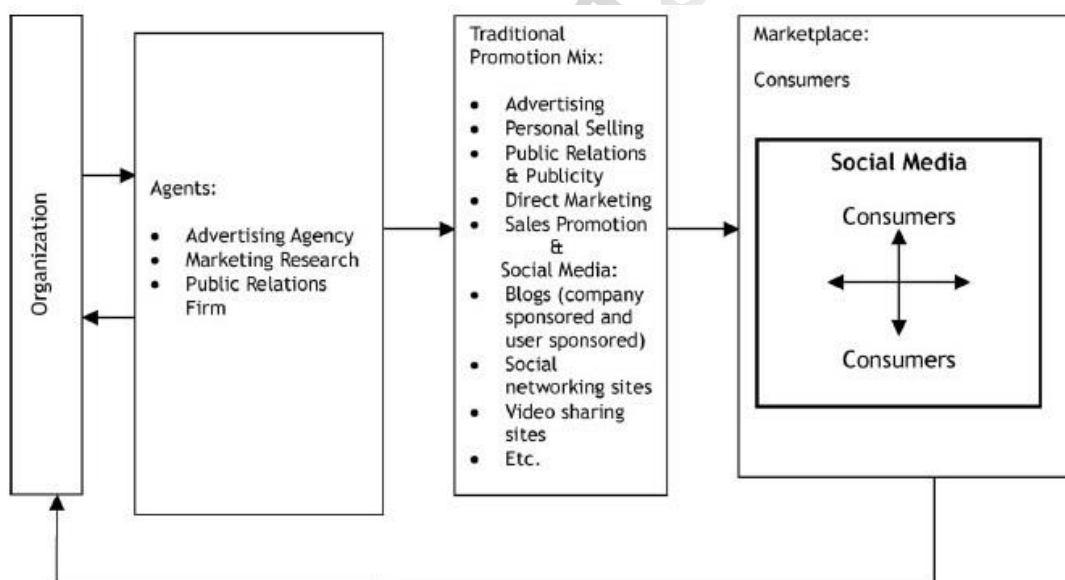 Organization
Agents:
• Advertising Agency
• Marketing Research
• Public Relations
Firm
Traditional
Promotion Mix:
• Advertising
• Personal Selling
• Public Relations
& Publicity
• Direct Marketing
• Sales Promotion
&
Social Media:
• Blogs (company
sponsored and
user sponsored)
• Social
networking sites
• Video sharing
sites
• Etc.
Marketplace:
Consumers
Social Media
Consumers
Consumers